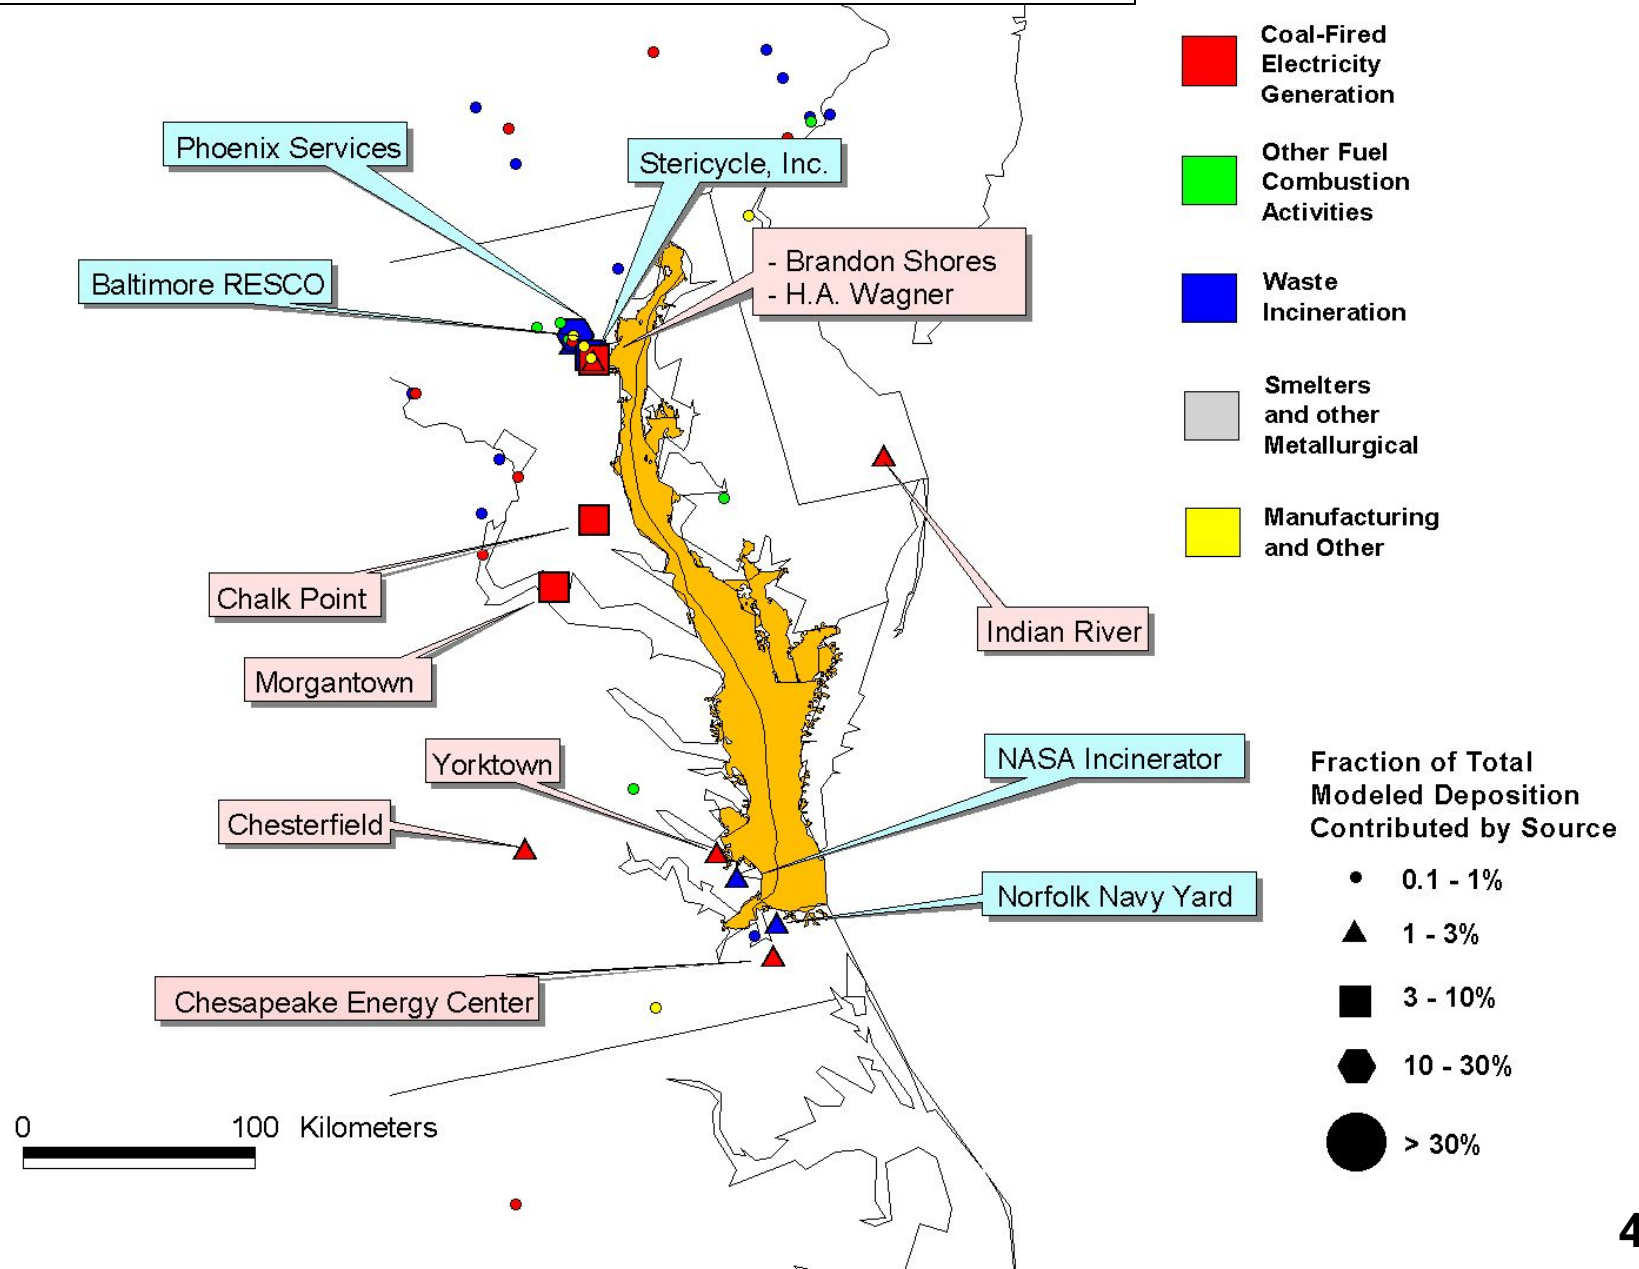 Coal-Fired
Electricity
Generation
Other Fuel
Combustion
Activities
Waste
Incineration
Smelters
and other
Metallurgical
Manufacturing
and Other
Phoenix Services
Stericycle, Inc.
Baltimore RESCO
- Brandon Shores
- H.A. Wagner
Chalk Point
Indian River
Morgantown
Yorktown
NASA Incinerator
Chesterfield
Norfolk Navy Yard
Chesapeake Energy Center
Fraction of Total
Modeled Deposition
Contributed by Source
0.1 - 1%
1 - 3%
3 - 10%
10 - 30%
> 30%
0 100 Kilometers
4